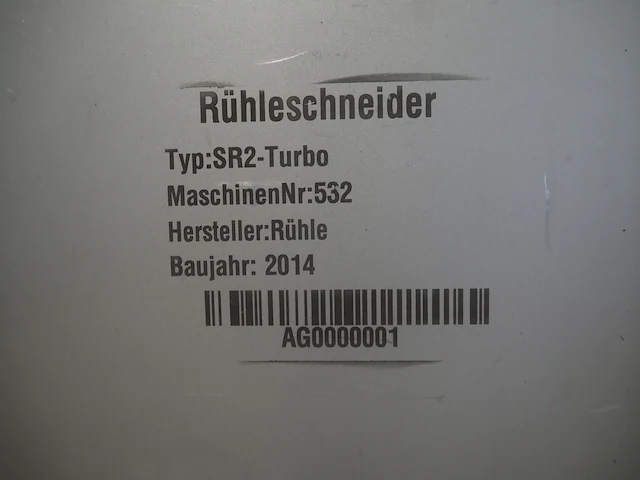 Rühleschneider
Typ:SR2-Turbo
MaschinenNr:532
Hersteller:Rühle
Baujahr: 2014
AG0000001